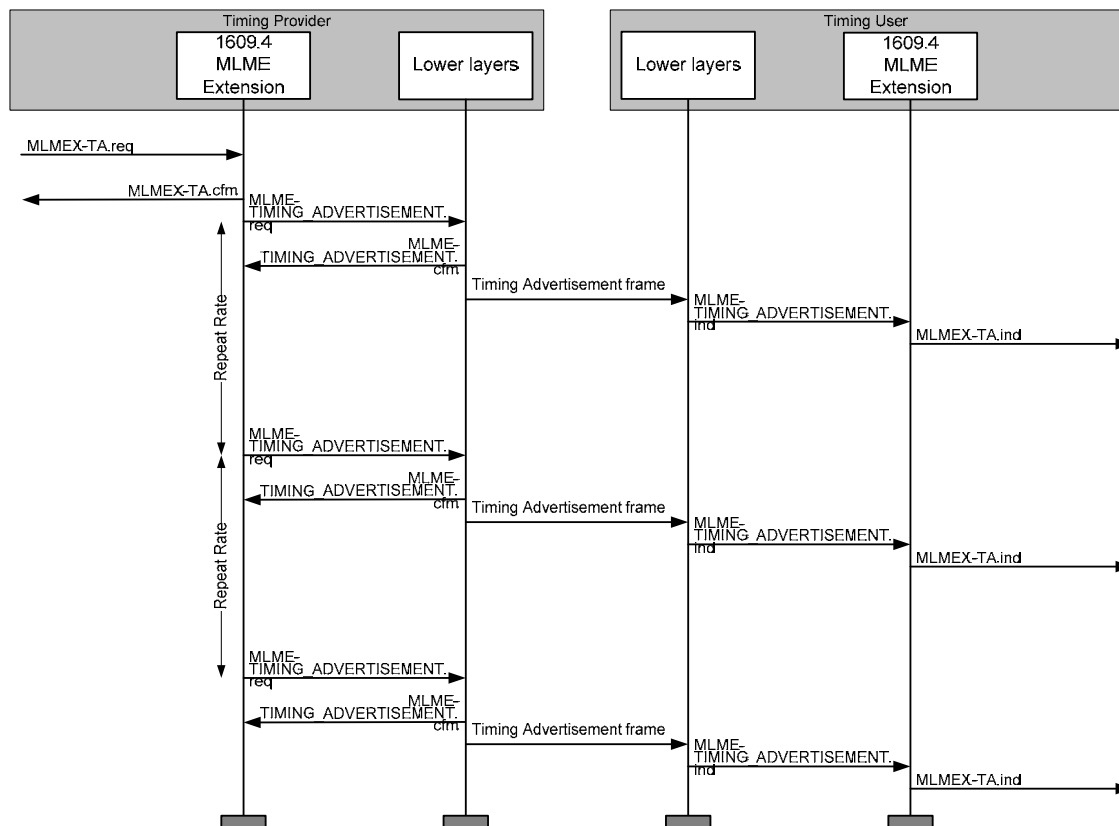 Timing Provider
Timing User
1609.4
MLME
Extension
Lower layers
Lower layers
1609.4
MLME
Extension
MLMEX-TA.req
MLMEX-TA.cfm
MLME-
TIMING_ADVERTISEMENT.
req
MLME-
TIMING_ADVERTISEMENT.
cfm
Timing Advertisement frame
MLME-
TIMING_ADVERTISEMENT.
ind
MLMEX-TA.ind
Repeat Rate
MLME-
TIMING_ADVERTISEMENT.
req
MLME-
TIMING_ADVERTISEMENT.
cfm
Timing Advertisement frame
MLME-
TIMING_ADVERTISEMENT.
ind
MLMEX-TA.ind
Repeat Rate
MLME-
TIMING_ADVERTISEMENT.
req
MLME-
TIMING_ADVERTISEMENT.
cfm
Timing Advertisement frame
MLME-
TIMING_ADVERTISEMENT.
ind
MLMEX-TA.ind